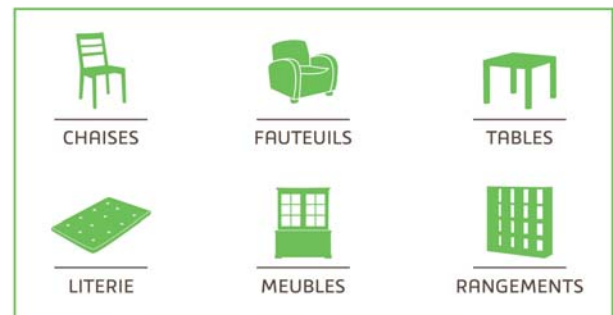 CHAISES
FAUTEUILS
TABLES
LITERIE
MEUBLES
RANGEMENTS